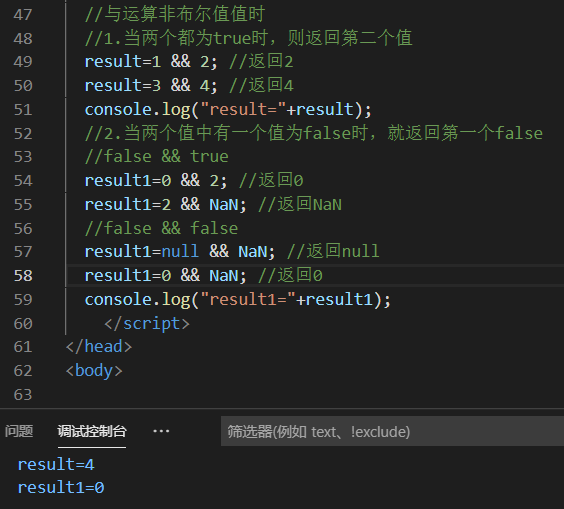 47 //与运算非布尔值值时
48 //1.当两个都为true时，则返回第二个值
49 result=1 && 2; //返回2
50 result=3 && 4; //返回4
51 console.log("result="+result);
52 //2.当两个值中有一个值为false时，就返回第一个false
53 //false && true
54 result1=0 && 2; //返回0
55 result1=2 && NaN; //返回NaN
56 //false && false
57 result1=null && NaN; //返回null
58 result1=0 && NaN; //返回0
59 console.log("result1="+result1);
60 </script>
61 </head>
62 <body>
63
问题 调试控制台 ··· 筛选器(例如 text、!exclude)
result=4
result1=0